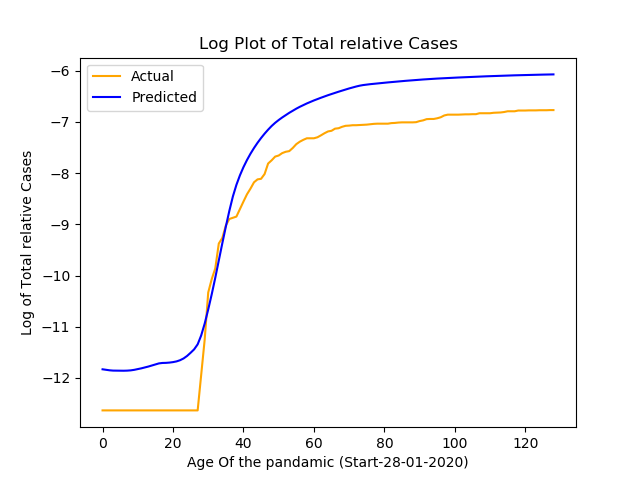 Log Plot of Total relative Cases
Actual
Predicted
Log of Total relative Cases
−6
−7
−8
−9
−10
−11
−12
0 20 40 60 80 100 120
Age Of the pandamic (Start-28-01-2020)